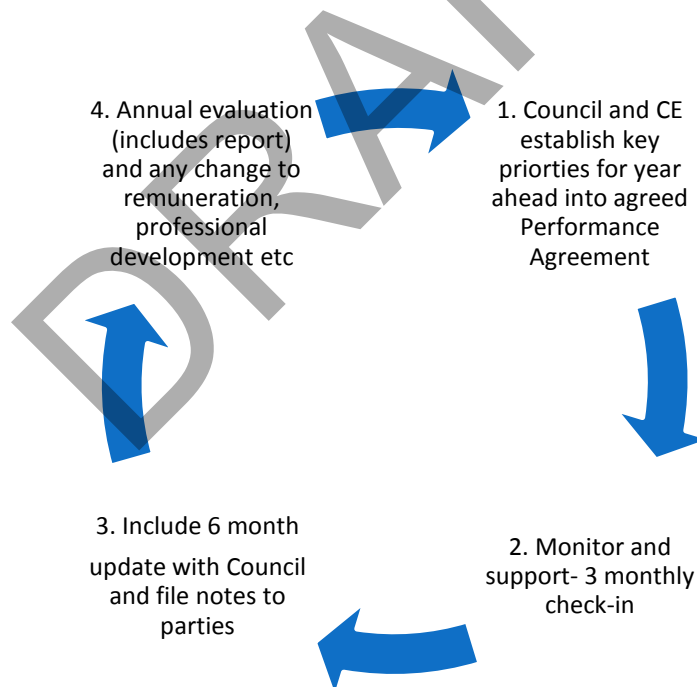 4. Annual evaluation
(includes report)
and any change to
remuneration,
professional
development etc
1. Council and CE
establish key
priorties for year
ahead into agreed
Performance
Agreement
2. Monitor and
support- 3 monthly
check-in
3. Include 6 month
update with Council
and file notes to
parties